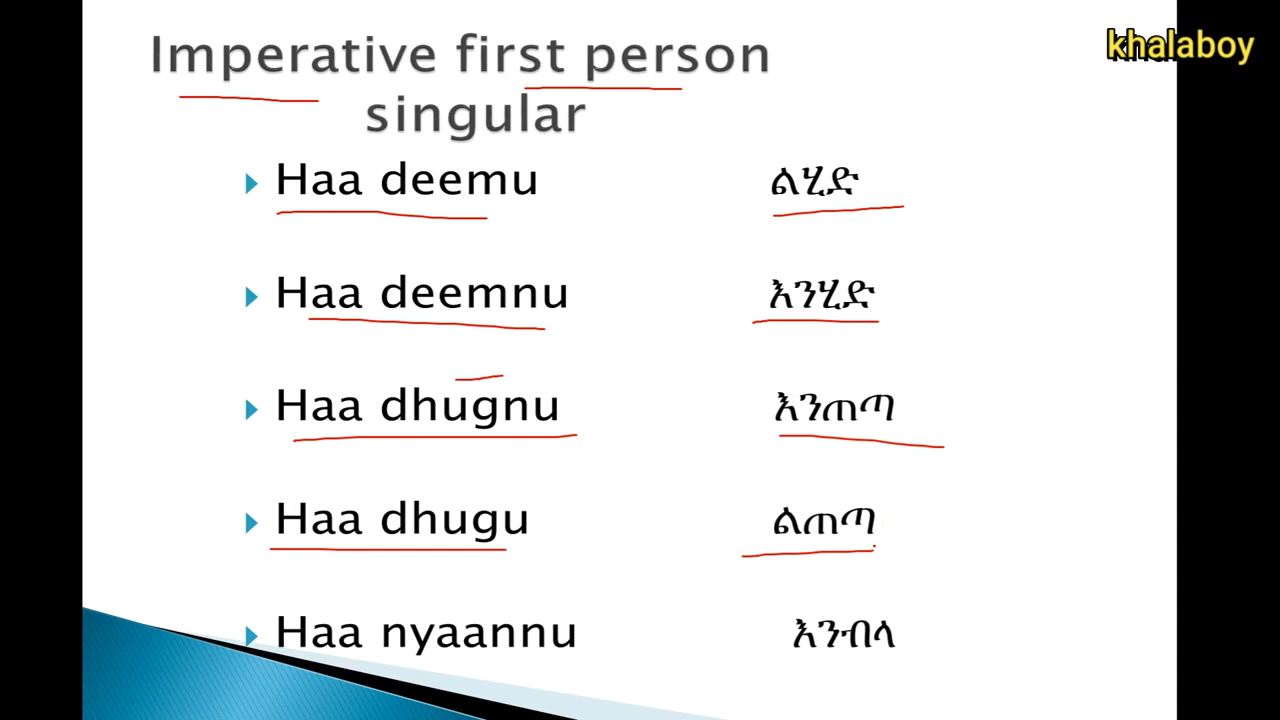 khalaboy
Imperative first person
singular
Haa deemu ልሂድ
Haa deemnu እንሂድ
Haa dhugnu እንጠጣ
Haa dhugu ልጠጣ
Haa nyaannu እንብላ